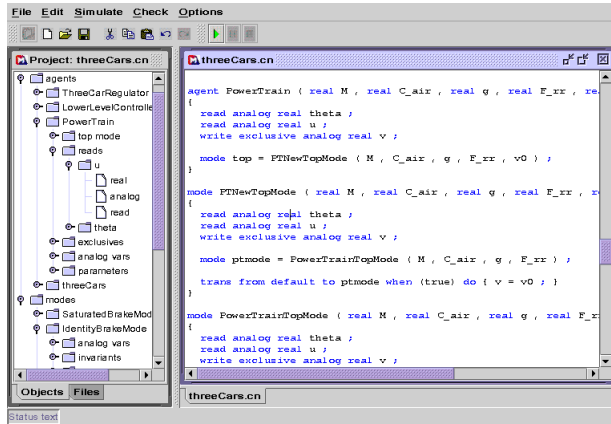 File Edit Simulate Check Options
Project: threeCars.cn
agents
ThreeCarRegulator
LowerLevelControlle
PowerTrain
top mode
reads
u
real
analog
read
theta
exclusives
analog vars
parameters
threeCars
modes
SaturatedBrakeMod
IdentityBrakeMode
analog vars
invariants
Objects Files
threeCars.cn
agent PowerTrain ( real M , real C_air , real g , real F_rr , re
{
read analog real theta ;
read analog real u ;
write exclusive analog real v ;
mode top = PTNewTopMode ( M , C_air , g , F_rr , v0 ) ;
}
mode PTNewTopMode ( real M , real C_air , real g , real F_rr , r
{
read analog real theta ;
read analog real u ;
write exclusive analog real v ;
mode ptmode = PowerTrainTopMode ( M , C_air , g , F_rr ) ;
trans from default to ptmode when (true) do { v = v0 ; }
}
mode PowerTrainTopMode ( real M , real C_air , real g , real F_r
{
read analog real theta ;
read analog real u ;
write exclusive analog real v ;
threeCars.cn
Status text